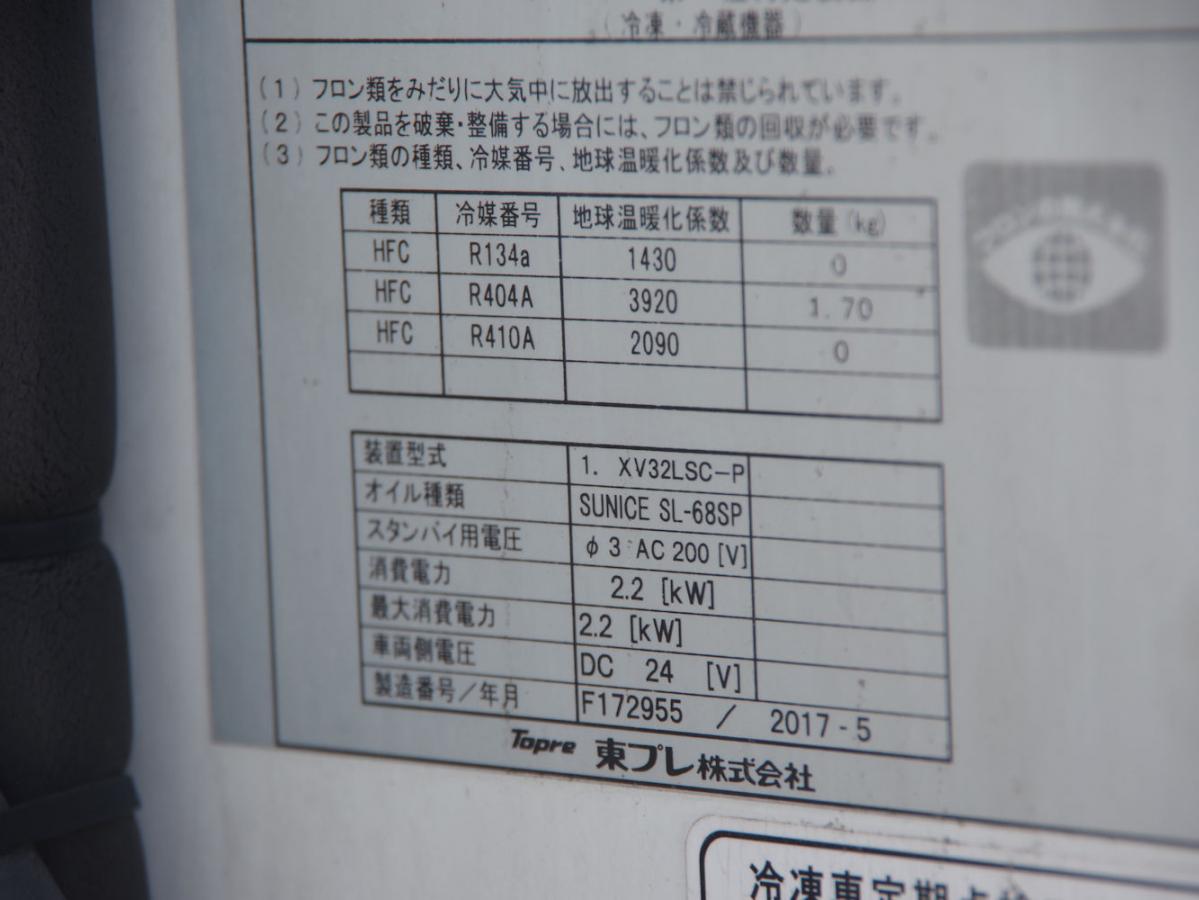 （冷凍・冷蔵機器）
（１）フロン類をみだりに大気中に放出することは禁じられています。
（２）この製品を破棄・整備する場合には、フロン類の回収が必要です。
（３）フロン類の種類、冷媒番号、地球温暖化係数及び数量。
種類 冷媒番号 地球温暖化係数 数量(kg)
HFC R134a 1430 0
HFC R404A 3920 1.70
HFC R410A 2090 0
装置型式 1. XV32LSC-P
オイル種類 SUNICE SL-68SP
スタンバイ用電圧 φ3 AC 200 [V]
消費電力 2.2 [kW]
最大消費電力 2.2 [kW]
車両側電圧 DC 24 [V]
製造番号／年月 F172955 / 2017-5
Topre 東プレ株式会社
冷凍車定期点検